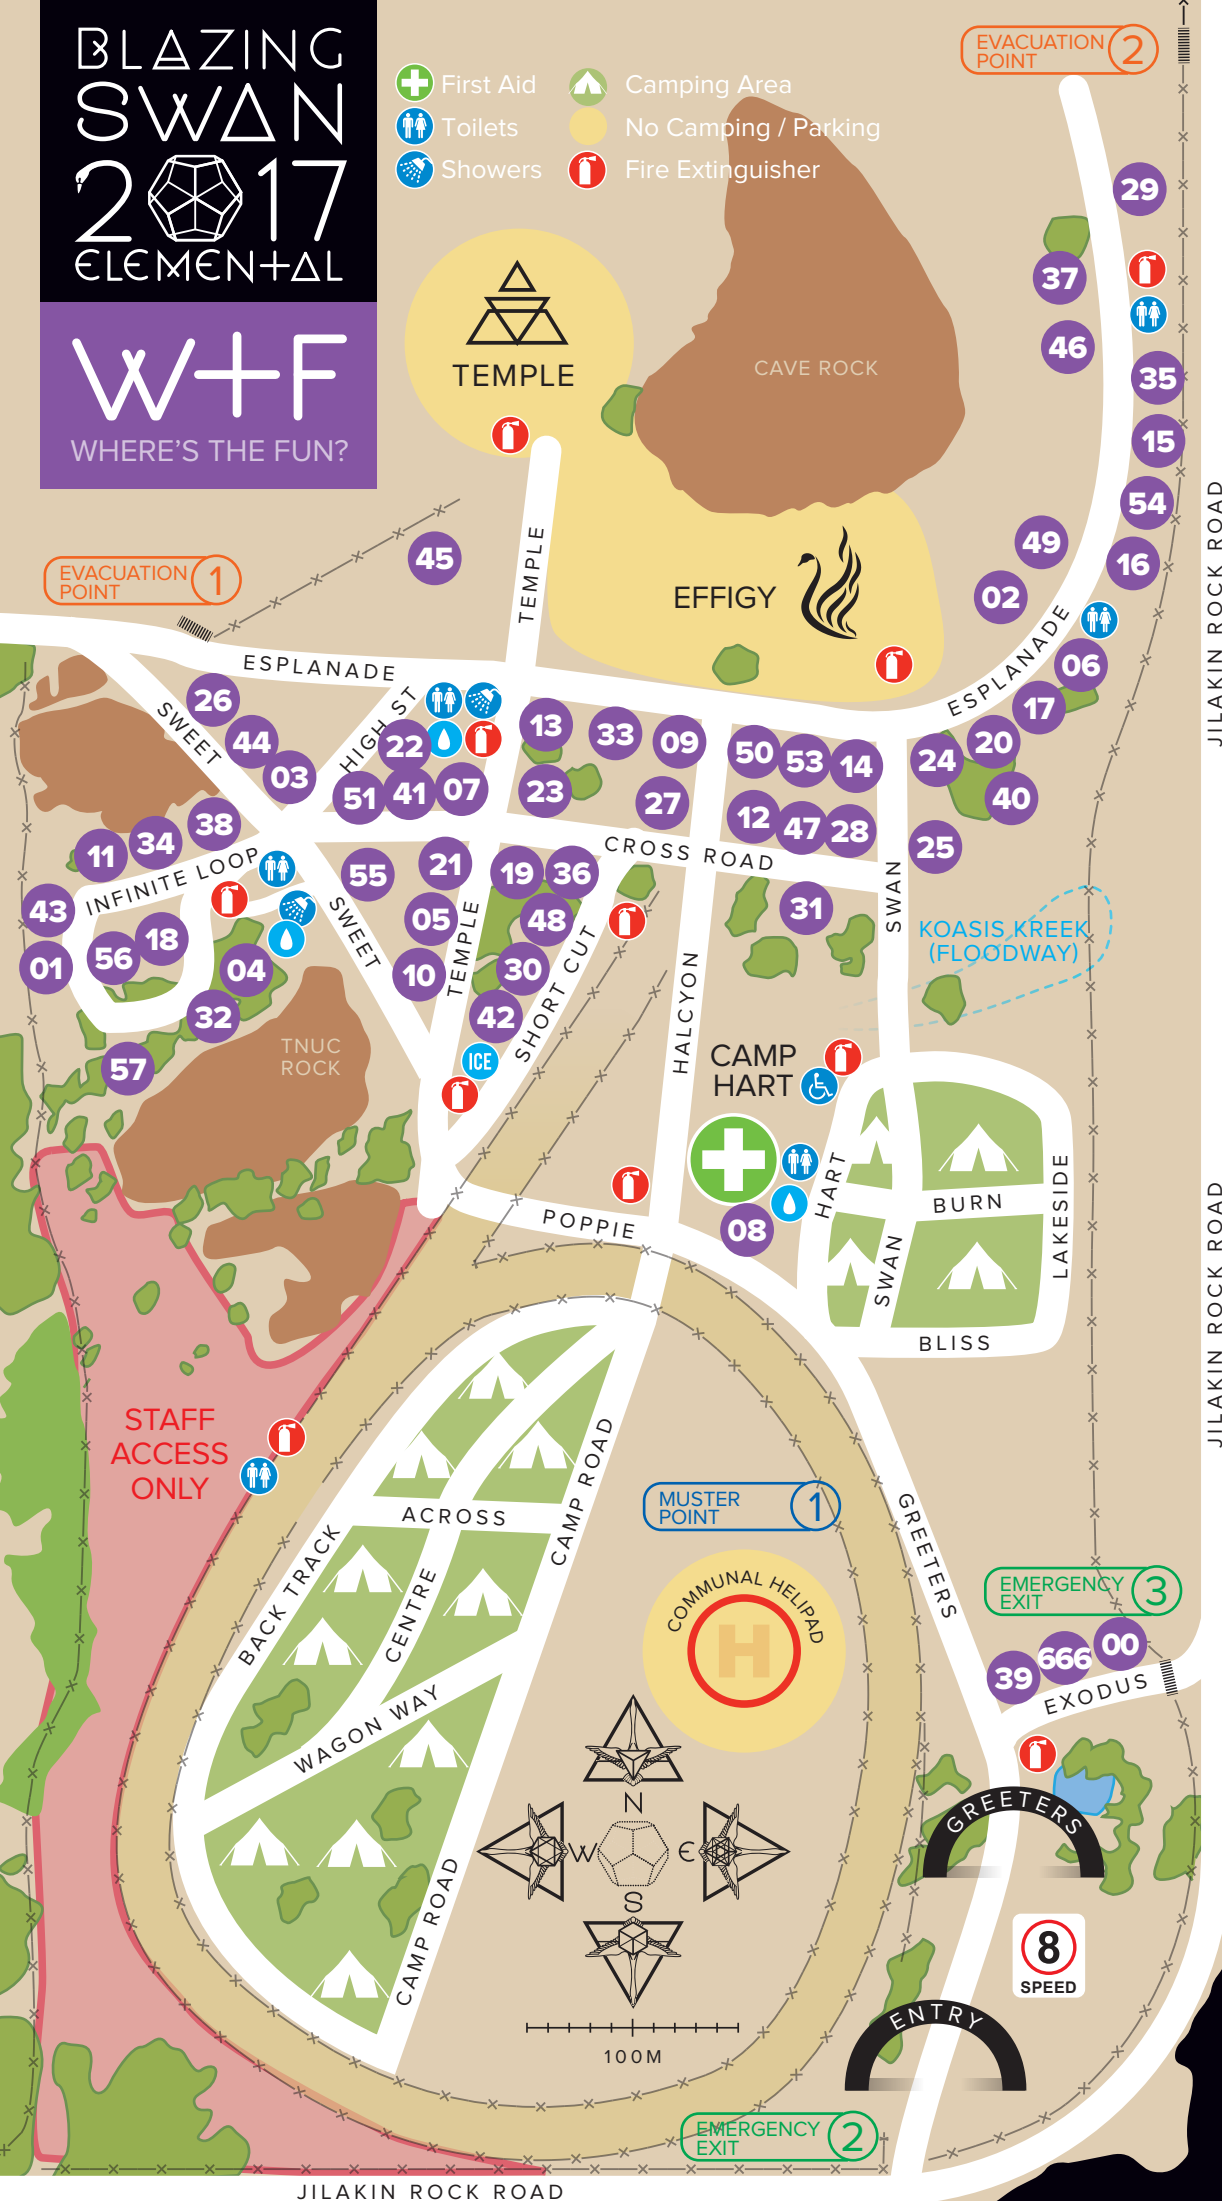 BLAZING
SWAN
2017
ELEMENTAL
W+F
WHERE'S THE FUN?
First Aid
Toilets
Showers
Camping Area
No Camping / Parking
Fire Extinguisher
EVACUATION
POINT
2
29
37
46
35
15
54
49
16
02
06
17
20
24
40
25
TEMPLE
CAVE ROCK
EFFIGY
45
EVACUATION
POINT
1
TEMPLE
ESPLANADE
ESPLANADE
JILAKIN ROCK ROAD
SWEET
HIGH ST
26
44
03
22
51
41
07
13
33
09
23
27
50
53
14
12
47
28
38
34
11
INFINITE LOOP
43
01
56
18
04
32
57
55
21
05
10
SWEET
TEMPLE
19
36
48
30
42
ICE
SHORT CUT
CROSS ROAD
31
SWAN
KOASIS KREEK
(FLOODWAY)
HALCYON
TNUC
ROCK
CAMP
HART
08
HART
BURN
LAKESIDE
SWAN
BLISS
POPPIE
JILAKIN ROCK ROAD
STAFF
ACCESS
ONLY
ACROSS
CAMP ROAD
BACK TRACK
CENTRE
WAGON WAY
CAMP ROAD
MUSTER
POINT
1
COMMUNAL HELIPAD
H
GREETERS
EMERGENCY
EXIT
3
39
666
00
EXODUS
GREETERS
N
W
E
S
100M
8
SPEED
ENTRY
EMERGENCY
EXIT
2
JILAKIN ROCK ROAD